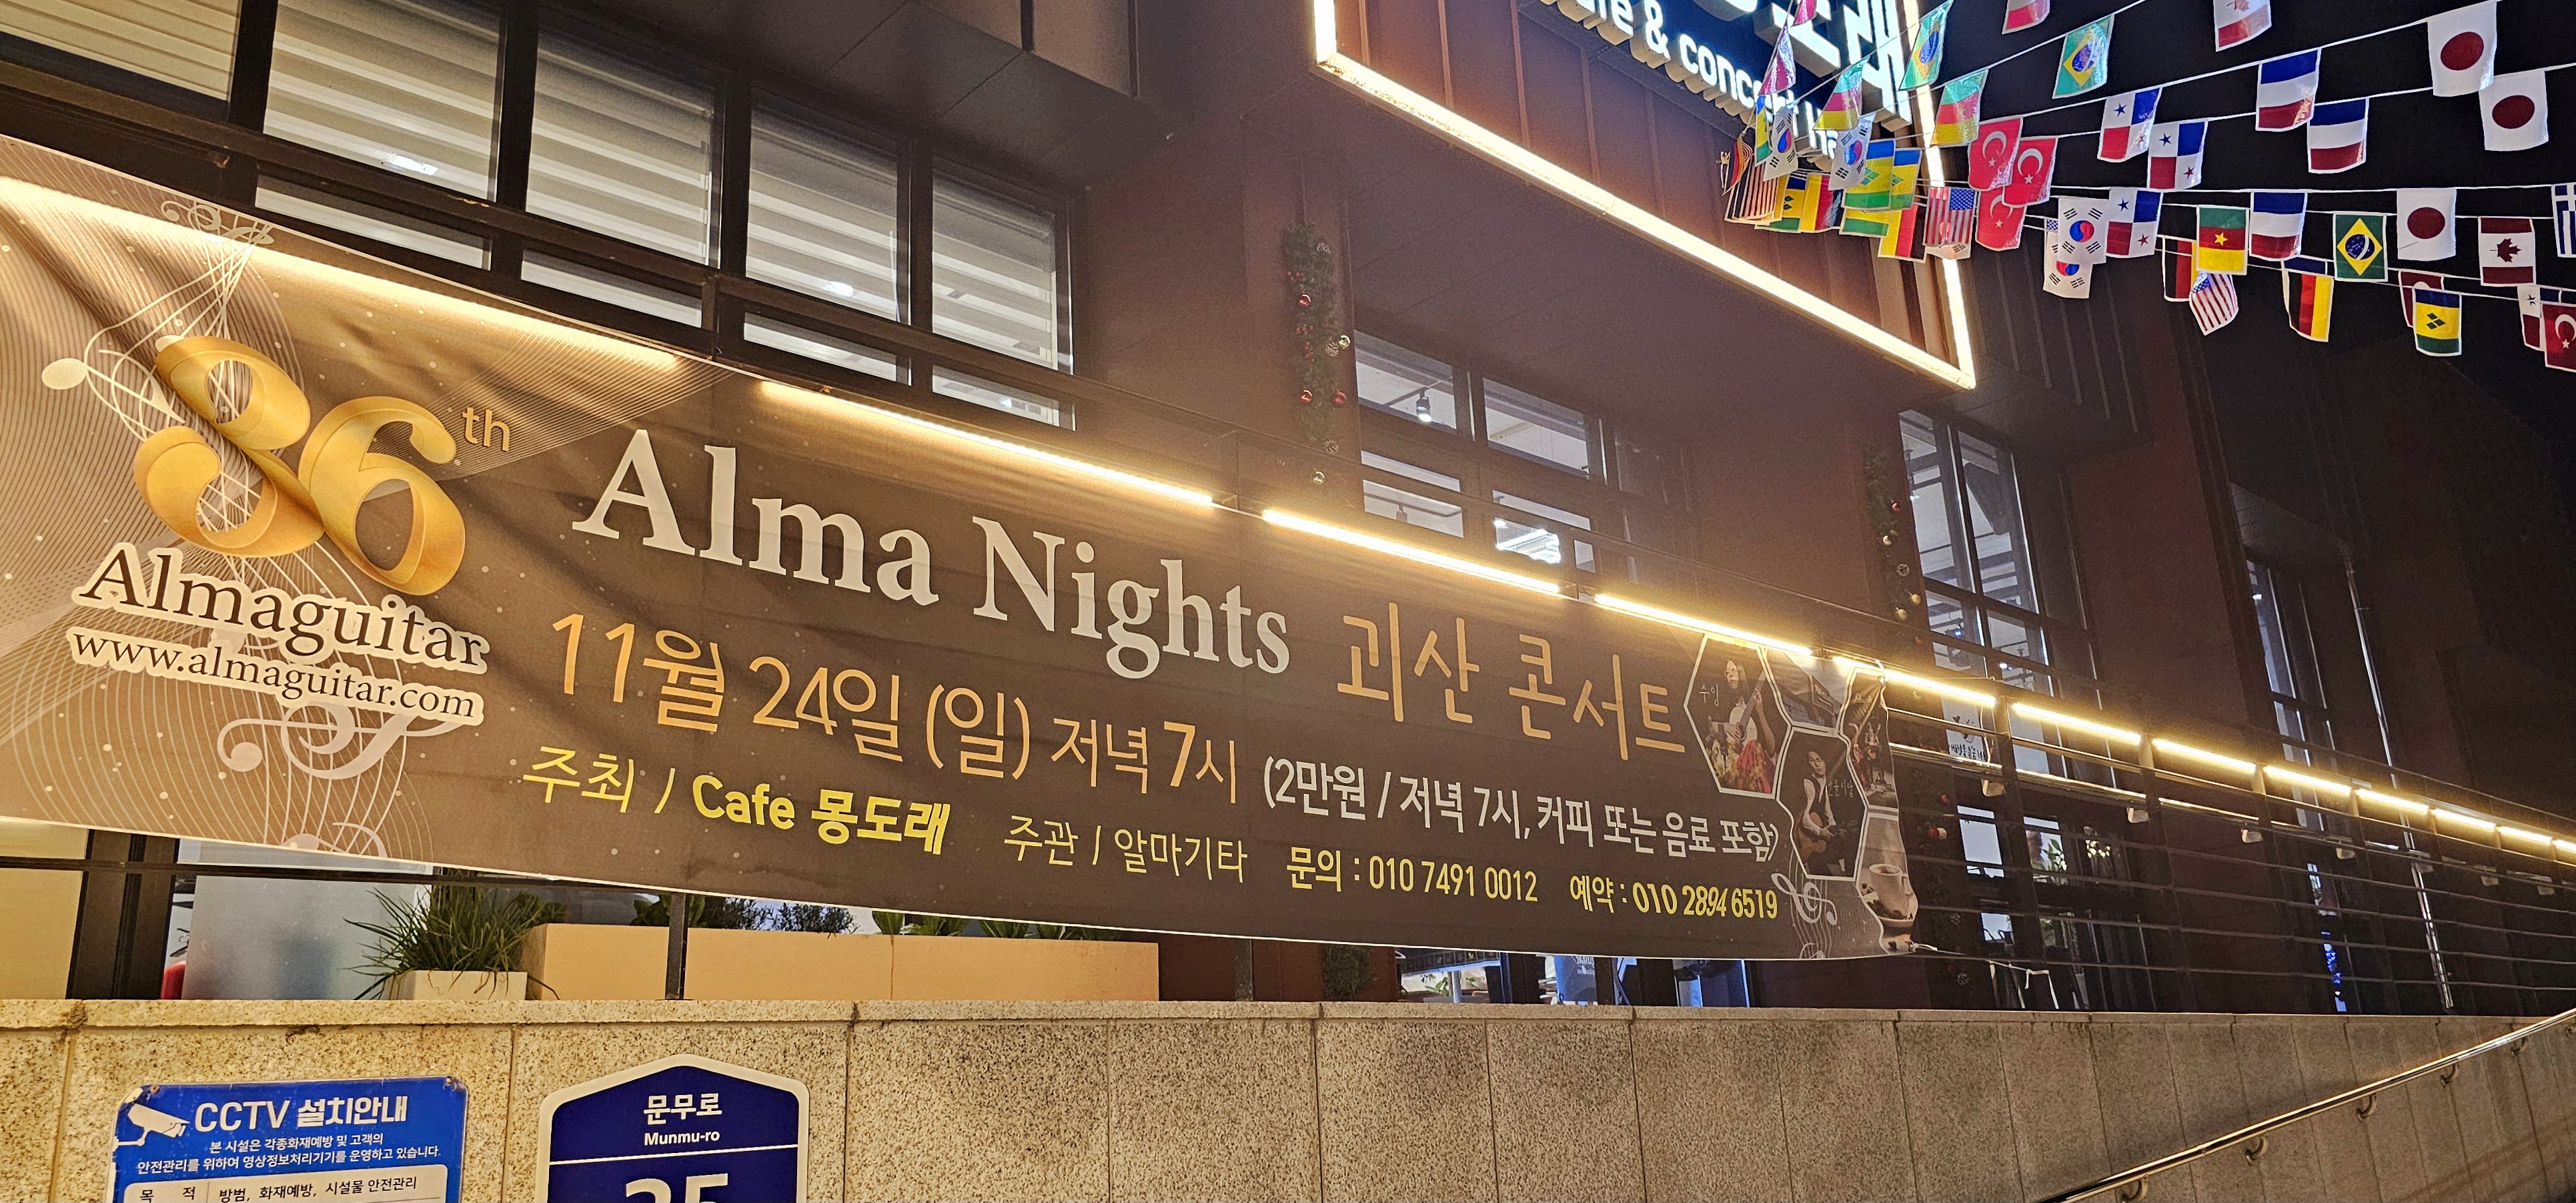 & concert
36th
Almaguitar
www.almaguitar.com
Alma Nights 괴산 콘서트
11월 24일 (일) 저녁 7시 (2만원 / 저녁 7시, 커피 또는 음료 포함)
주최 / Cafe 몽도래 주관 / 알마기타 문의 : 010 7491 0012 예약 : 010 2894 6519
CCTV 설치안내
본 시설은 각종화재예방 및 고객의
안전관리를 위하여 영상정보처리기기를 운영하고 있습니다.
목 적 방범, 화재예방, 시설물 안전관리
문무로
Munmu-ro
35